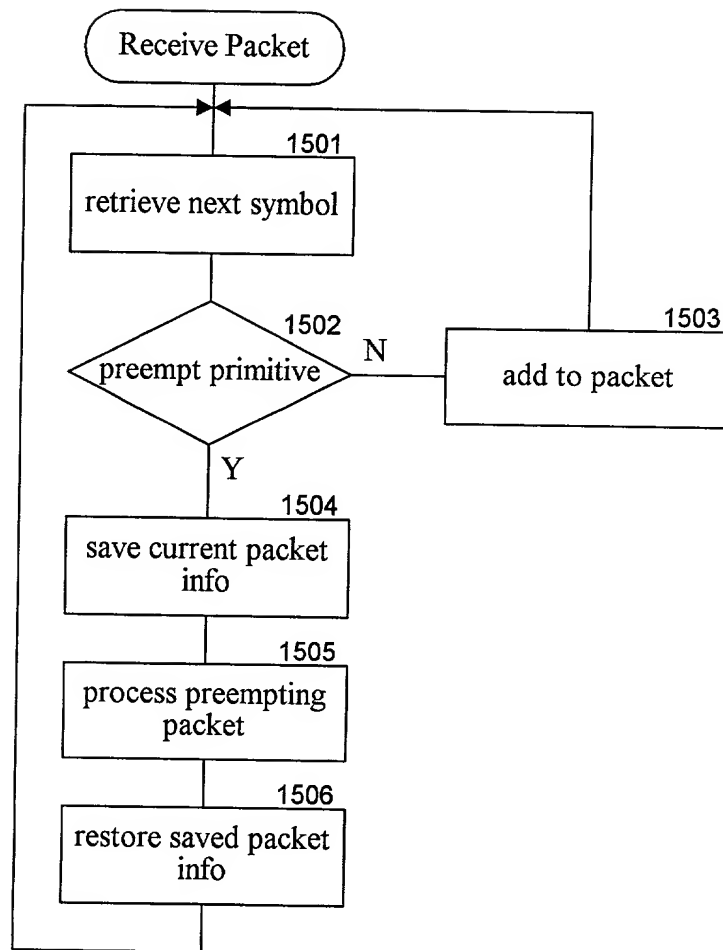 Receive Packet
1501
retrieve next symbol
1502
preempt primitive
N
1503
add to packet
Y
1504
save current packet
info
1505
process preempting
packet
1506
restore saved packet
info